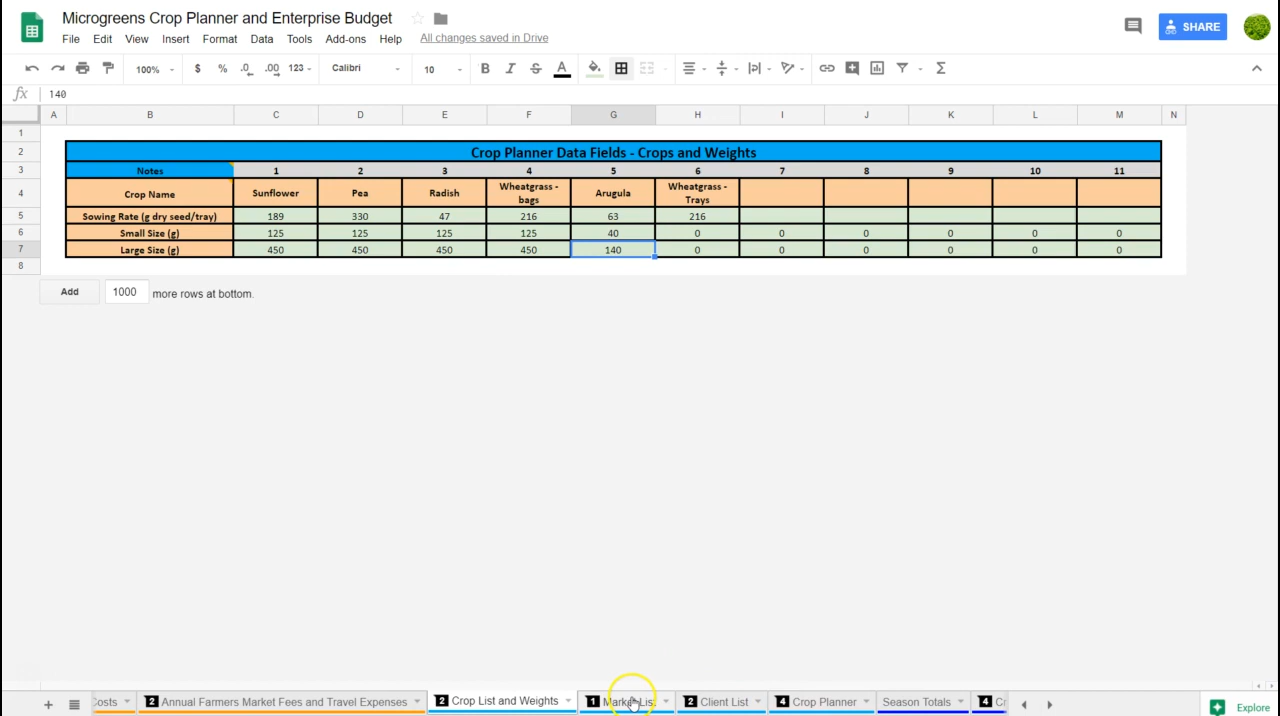 Microgreens Crop Planner and Enterprise Budget
File Edit View Insert Format Data Tools Add-ons Help All changes saved in Drive
SHARE
100% $ % .0 .00 123 Calibri 10 B I S A
fx 140
A B C D E F G H I J K L M N
1
2 Crop Planner Data Fields - Crops and Weights
3 Notes 1 2 3 4 5 6 7 8 9 10 11
4 Crop Name Sunflower Pea Radish Wheatgrass - bags Arugula Wheatgrass - Trays
5 Sowing Rate (g dry seed/tray) 189 330 47 216 63 216
6 Small Size (g) 125 125 125 125 40 0 0 0 0 0 0
7 Large Size (g) 450 450 450 450 140 0 0 0 0 0 0
8
Add 1000 more rows at bottom.
Costs 2 Annual Farmers Market Fees and Travel Expenses 2 Crop List and Weights 1 Market List 2 Client List 4 Crop Planner Season Totals 4 Explore